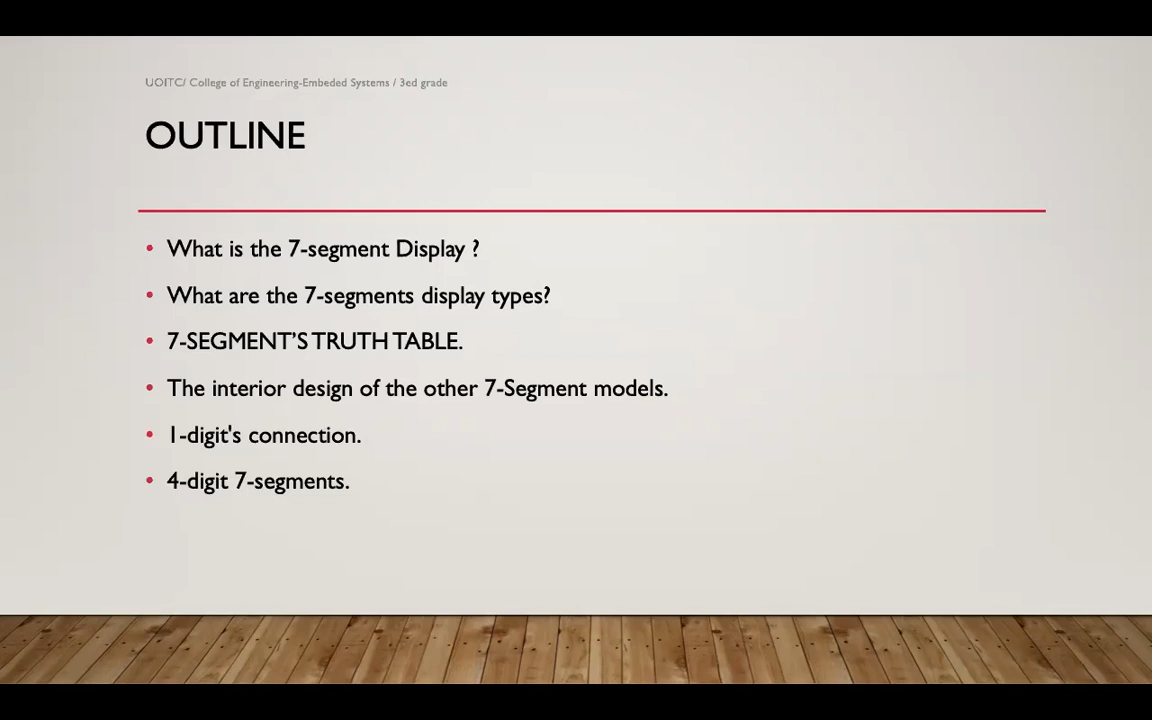 UOITC/ College of Engineering-Embeded Systems / 3ed grade
OUTLINE
• What is the 7-segment Display ?
• What are the 7-segments display types?
• 7-SEGMENT’S TRUTH TABLE.
• The interior design of the other 7-Segment models.
• 1-digit's connection.
• 4-digit 7-segments.